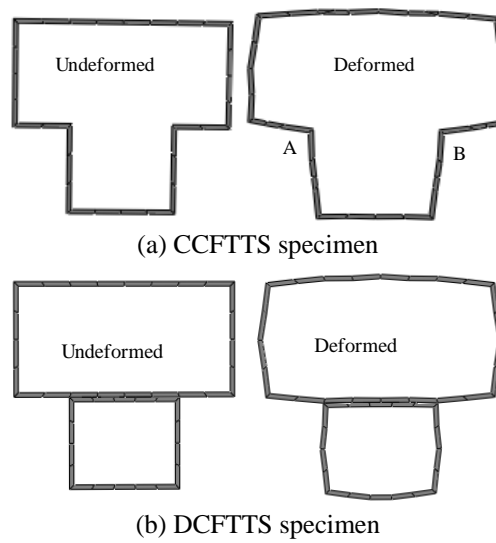 Undeformed
Deformed
A
B
(a) CCFTTS specimen
Undeformed
Deformed
(b) DCFTTS specimen